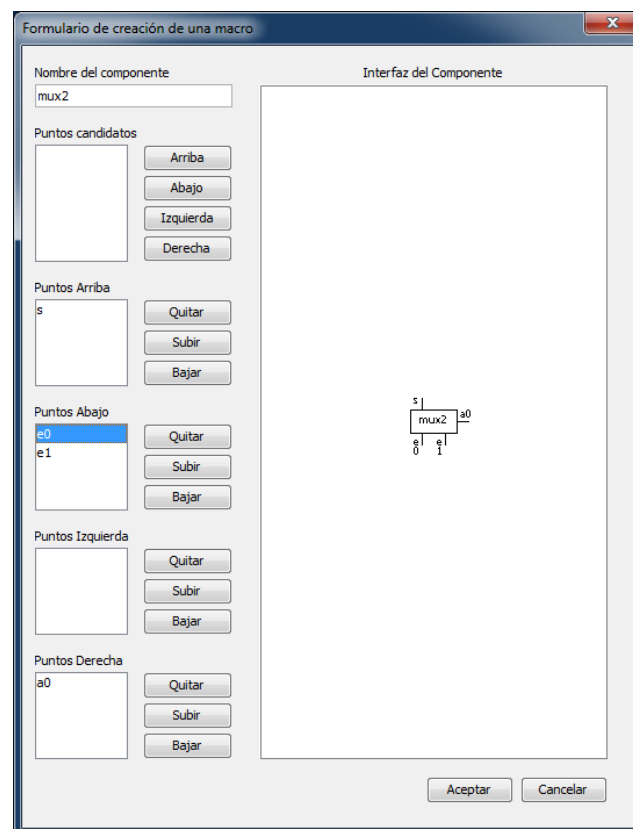 Formulario de creación de una macro
Nombre del componente
mux2
Puntos candidatos
Arriba
Abajo
Izquierda
Derecha
Puntos Arriba
s
Quitar
Subir
Bajar
Puntos Abajo
e0
e1
Quitar
Subir
Bajar
Puntos Izquierda
Quitar
Subir
Bajar
Puntos Derecha
a0
Quitar
Subir
Bajar
Interfaz del Componente
s
mux2 a0
e e
0 1
Aceptar Cancelar